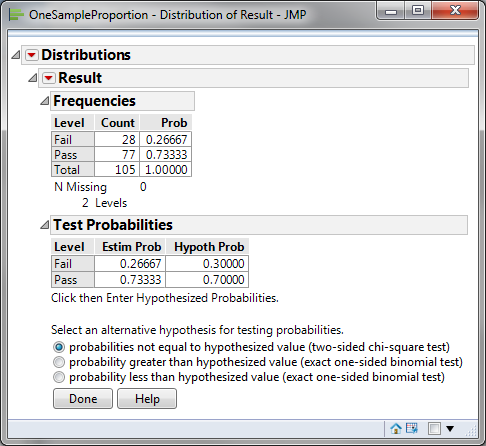 OneSampleProportion - Distribution of Result - JMP
Distributions
Result
Frequencies
Level Count Prob
Fail 28 0.26667
Pass 77 0.73333
Total 105 1.00000
N Missing 0
2 Levels
Test Probabilities
Level Estim Prob Hypoth Prob
Fail 0.26667 0.30000
Pass 0.73333 0.70000
Click then Enter Hypothesized Probabilities.
Select an alternative hypothesis for testing probabilities.
probabilities not equal to hypothesized value (two-sided chi-square test)
probability greater than hypothesized value (exact one-sided binomial test)
probability less than hypothesized value (exact one-sided binomial test)
Done Help